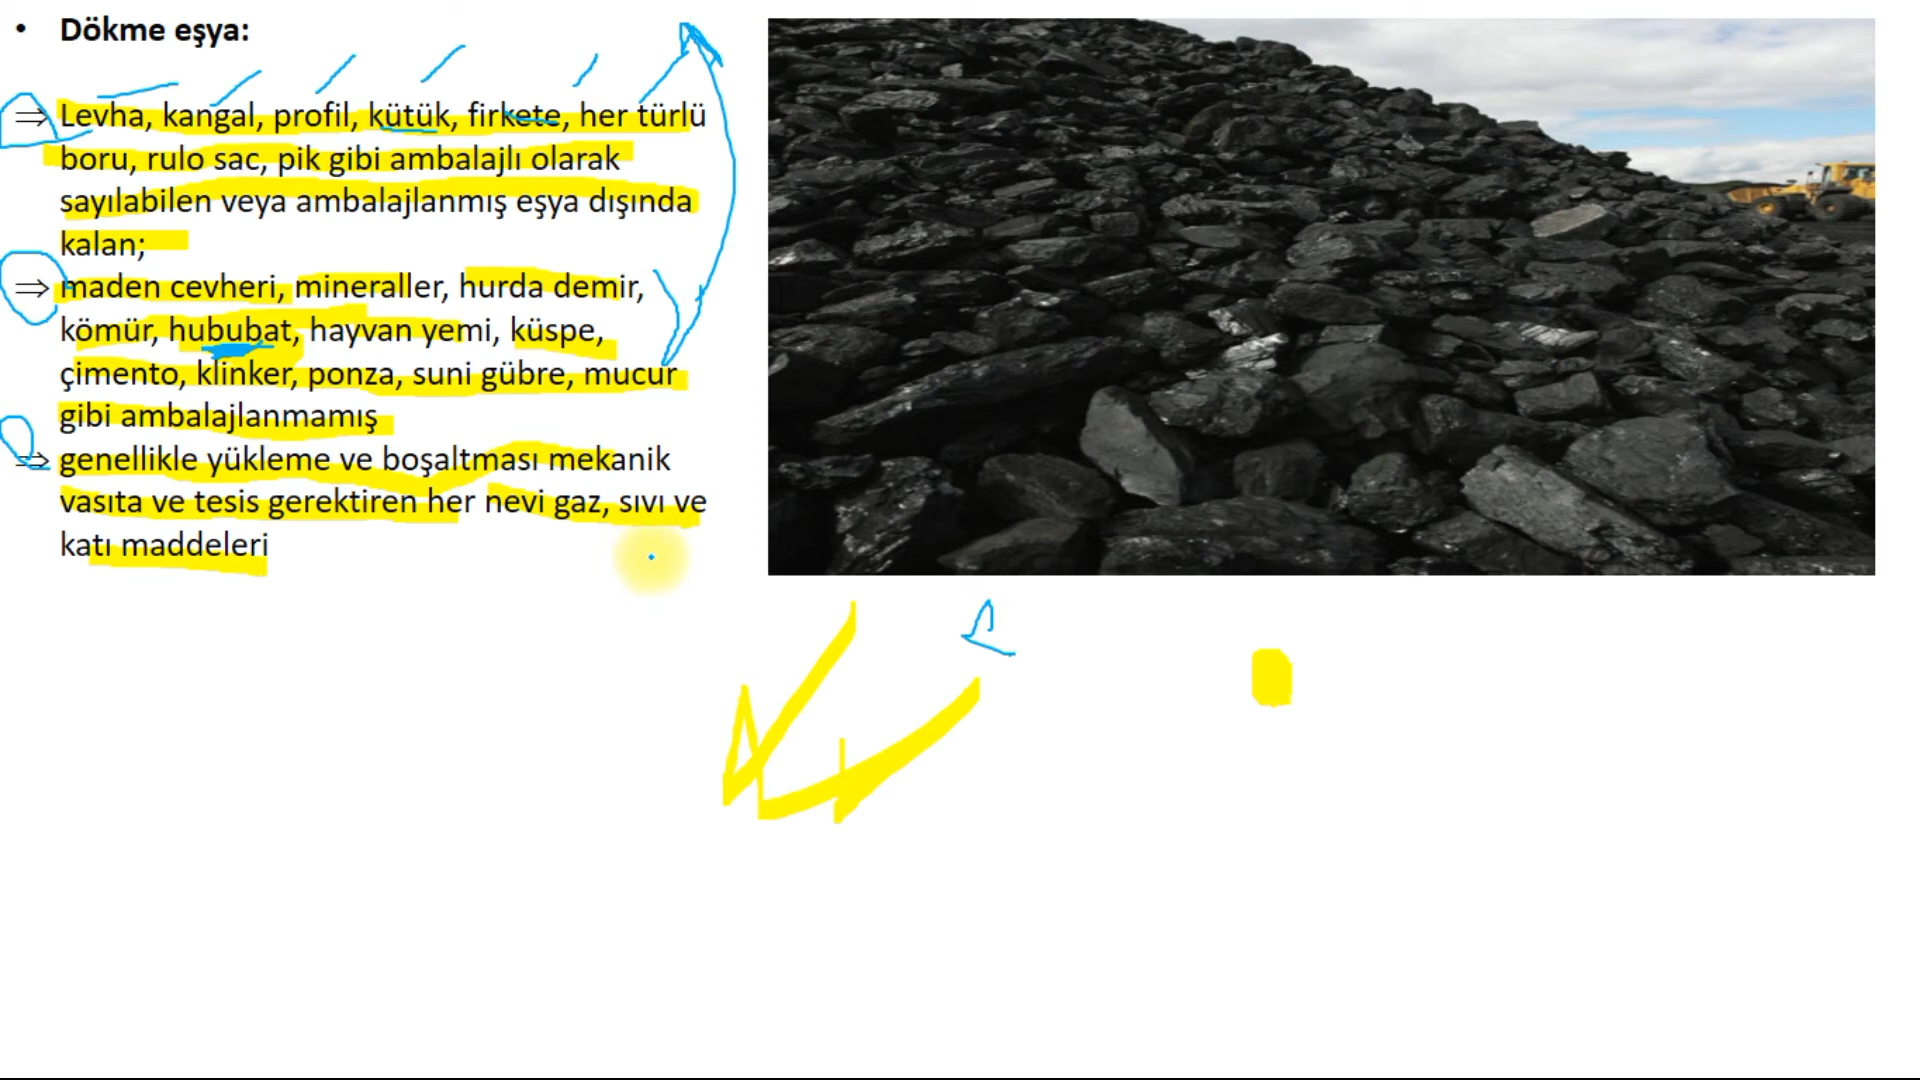 • Dökme eşya:
⇒ Levha, kangal, profil, kütük, firkete, her türlü
boru, rulo sac, pik gibi ambalajlı olarak
sayılabilen veya ambalajlanmış eşya dışında
kalan;
⇒ maden cevheri, mineraller, hurda demir,
kömür, hububat, hayvan yemi, küspe,
çimento, klinker, ponza, suni gübre, mucur
gibi ambalajlanmamış
⇒ genellikle yükleme ve boşaltması mekanik
vasıta ve tesis gerektiren her nevi gaz, sıvı ve
katı maddeleri